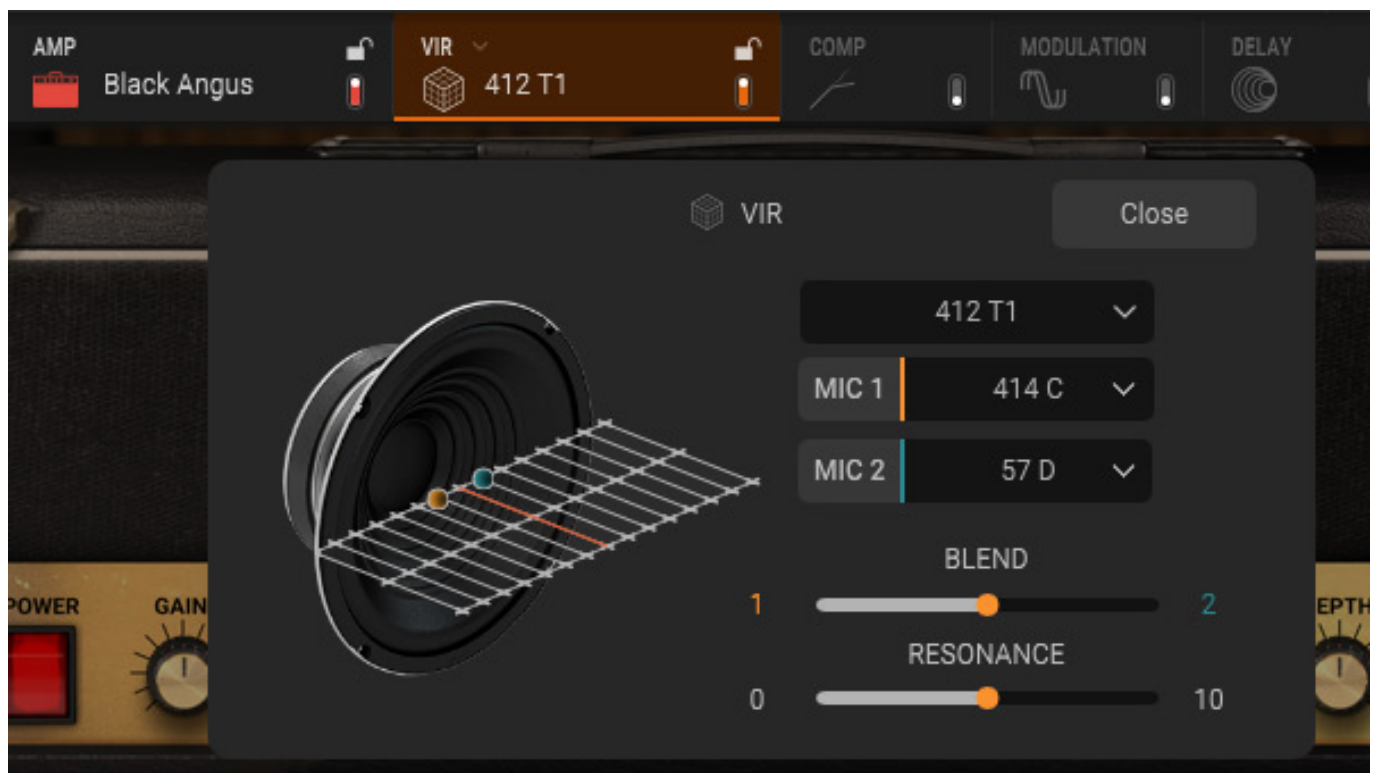 AMP
Black Angus
VIR
412 T1
COMP
MODULATION
DELAY
VIR
Close
412 T1
MIC 1
414 C
MIC 2
57 D
BLEND
1
2
RESONANCE
0
10
POWER
GAIN
EPTH